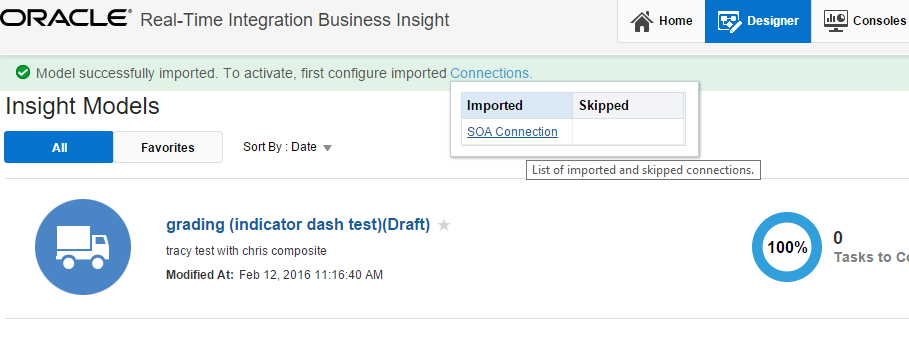 ORACLE® Real-Time Integration Business Insight
Home
Designer
Consoles
Model successfully imported. To activate, first configure imported Connections.
Imported Skipped
SOA Connection
List of imported and skipped connections.
Insight Models
All
Favorites
Sort By : Date
grading (indicator dash test)(Draft)
tracy test with chris composite
Modified At: Feb 12, 2016 11:16:40 AM
100%
0
Tasks to